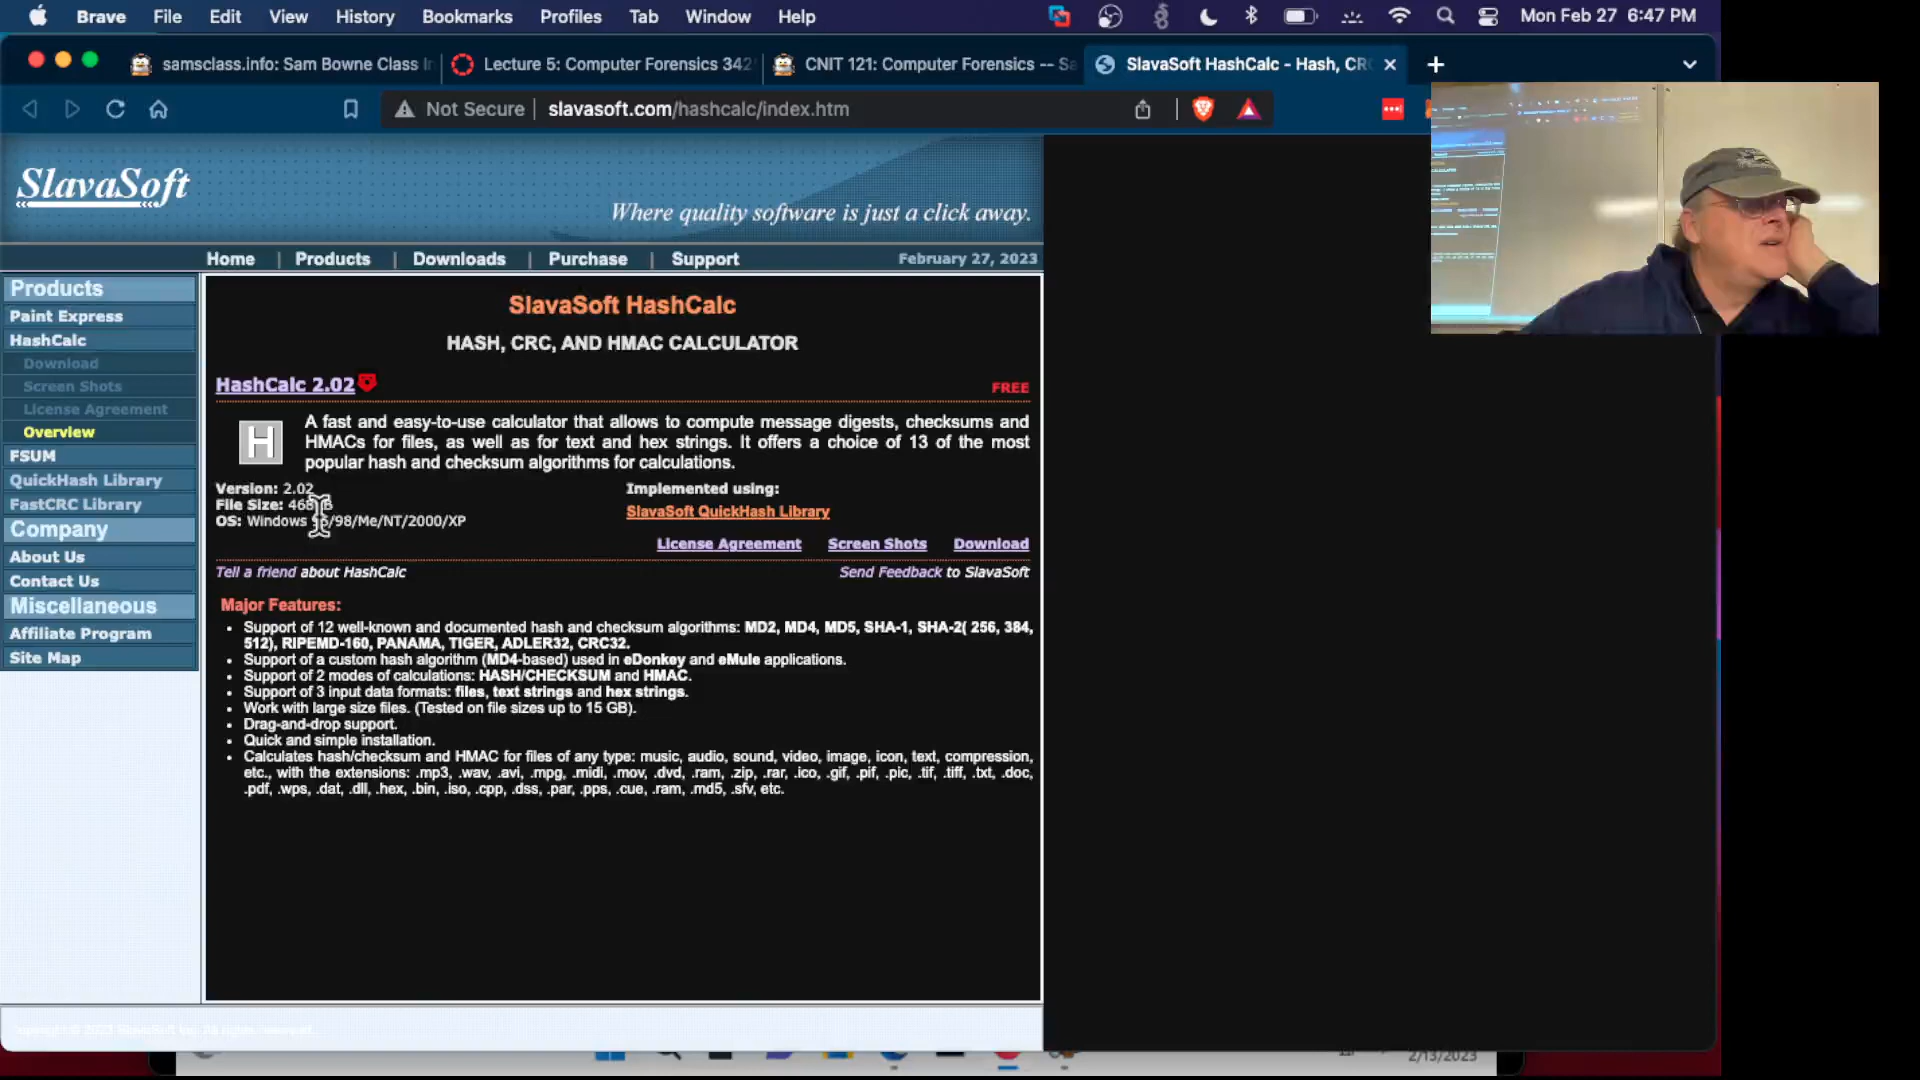 Brave File Edit View History Bookmarks Profiles Tab Window Help Mon Feb 27 6:47 PM
samsclass.info: Sam Bowne Class In Lecture 5: Computer Forensics 342 CNIT 121: Computer Forensics -- Sa SlavaSoft HashCalc - Hash, CRC
Not Secure slavasoft.com/hashcalc/index.htm
SlavaSoft
Where quality software is just a click away.
Home | Products | Downloads | Purchase | Support February 27, 2023
Products
Paint Express
HashCalc
Download
Screen Shots
License Agreement
Overview
FSUM
QuickHash Library
FastCRC Library
Company
About Us
Contact Us
Miscellaneous
Affiliate Program
Site Map
SlavaSoft HashCalc
HASH, CRC, AND HMAC CALCULATOR
HashCalc 2.02 FREE
H
A fast and easy-to-use calculator that allows to compute message digests, checksums and
HMACs for files, as well as for text and hex strings. It offers a choice of 13 of the most
popular hash and checksum algorithms for calculations.
Version: 2.02
File Size:
OS: Windows /98/Me/NT/2000/XP
Implemented using:
SlavaSoft QuickHash Library
License Agreement Screen Shots Download
Tell a friend about HashCalc Send Feedback to SlavaSoft
Major Features:
• Support of 12 well-known and documented hash and checksum algorithms: MD2, MD4, MD5, SHA-1, SHA-2( 256, 384,
512), RIPEMD-160, PANAMA, TIGER, ADLER32, CRC32.
• Support of a custom hash algorithm (MD4-based) used in eDonkey and eMule applications.
• Support of 2 modes of calculations: HASH/CHECKSUM and HMAC.
• Support of 3 input data formats: files, text strings and hex strings.
• Work with large size files. (Tested on file sizes up to 15 GB).
• Drag-and-drop support.
• Quick and simple installation.
• Calculates hash/checksum and HMAC for files of any type: music, audio, sound, video, image, icon, text, compression,
etc., with the extensions: .mp3, .wav, .avi, .mpg, .midi, .mov, .dvd, .ram, .zip, .rar, .ico, .gif, .pif, .pic, .tif, .tiff, .txt, .doc,
.pdf, .wps, .dat, .dll, .hex, .bin, .iso, .cpp, .dss, .par, .pps, .cue, .ram, .md5, .sfv, etc.
2/13/2023